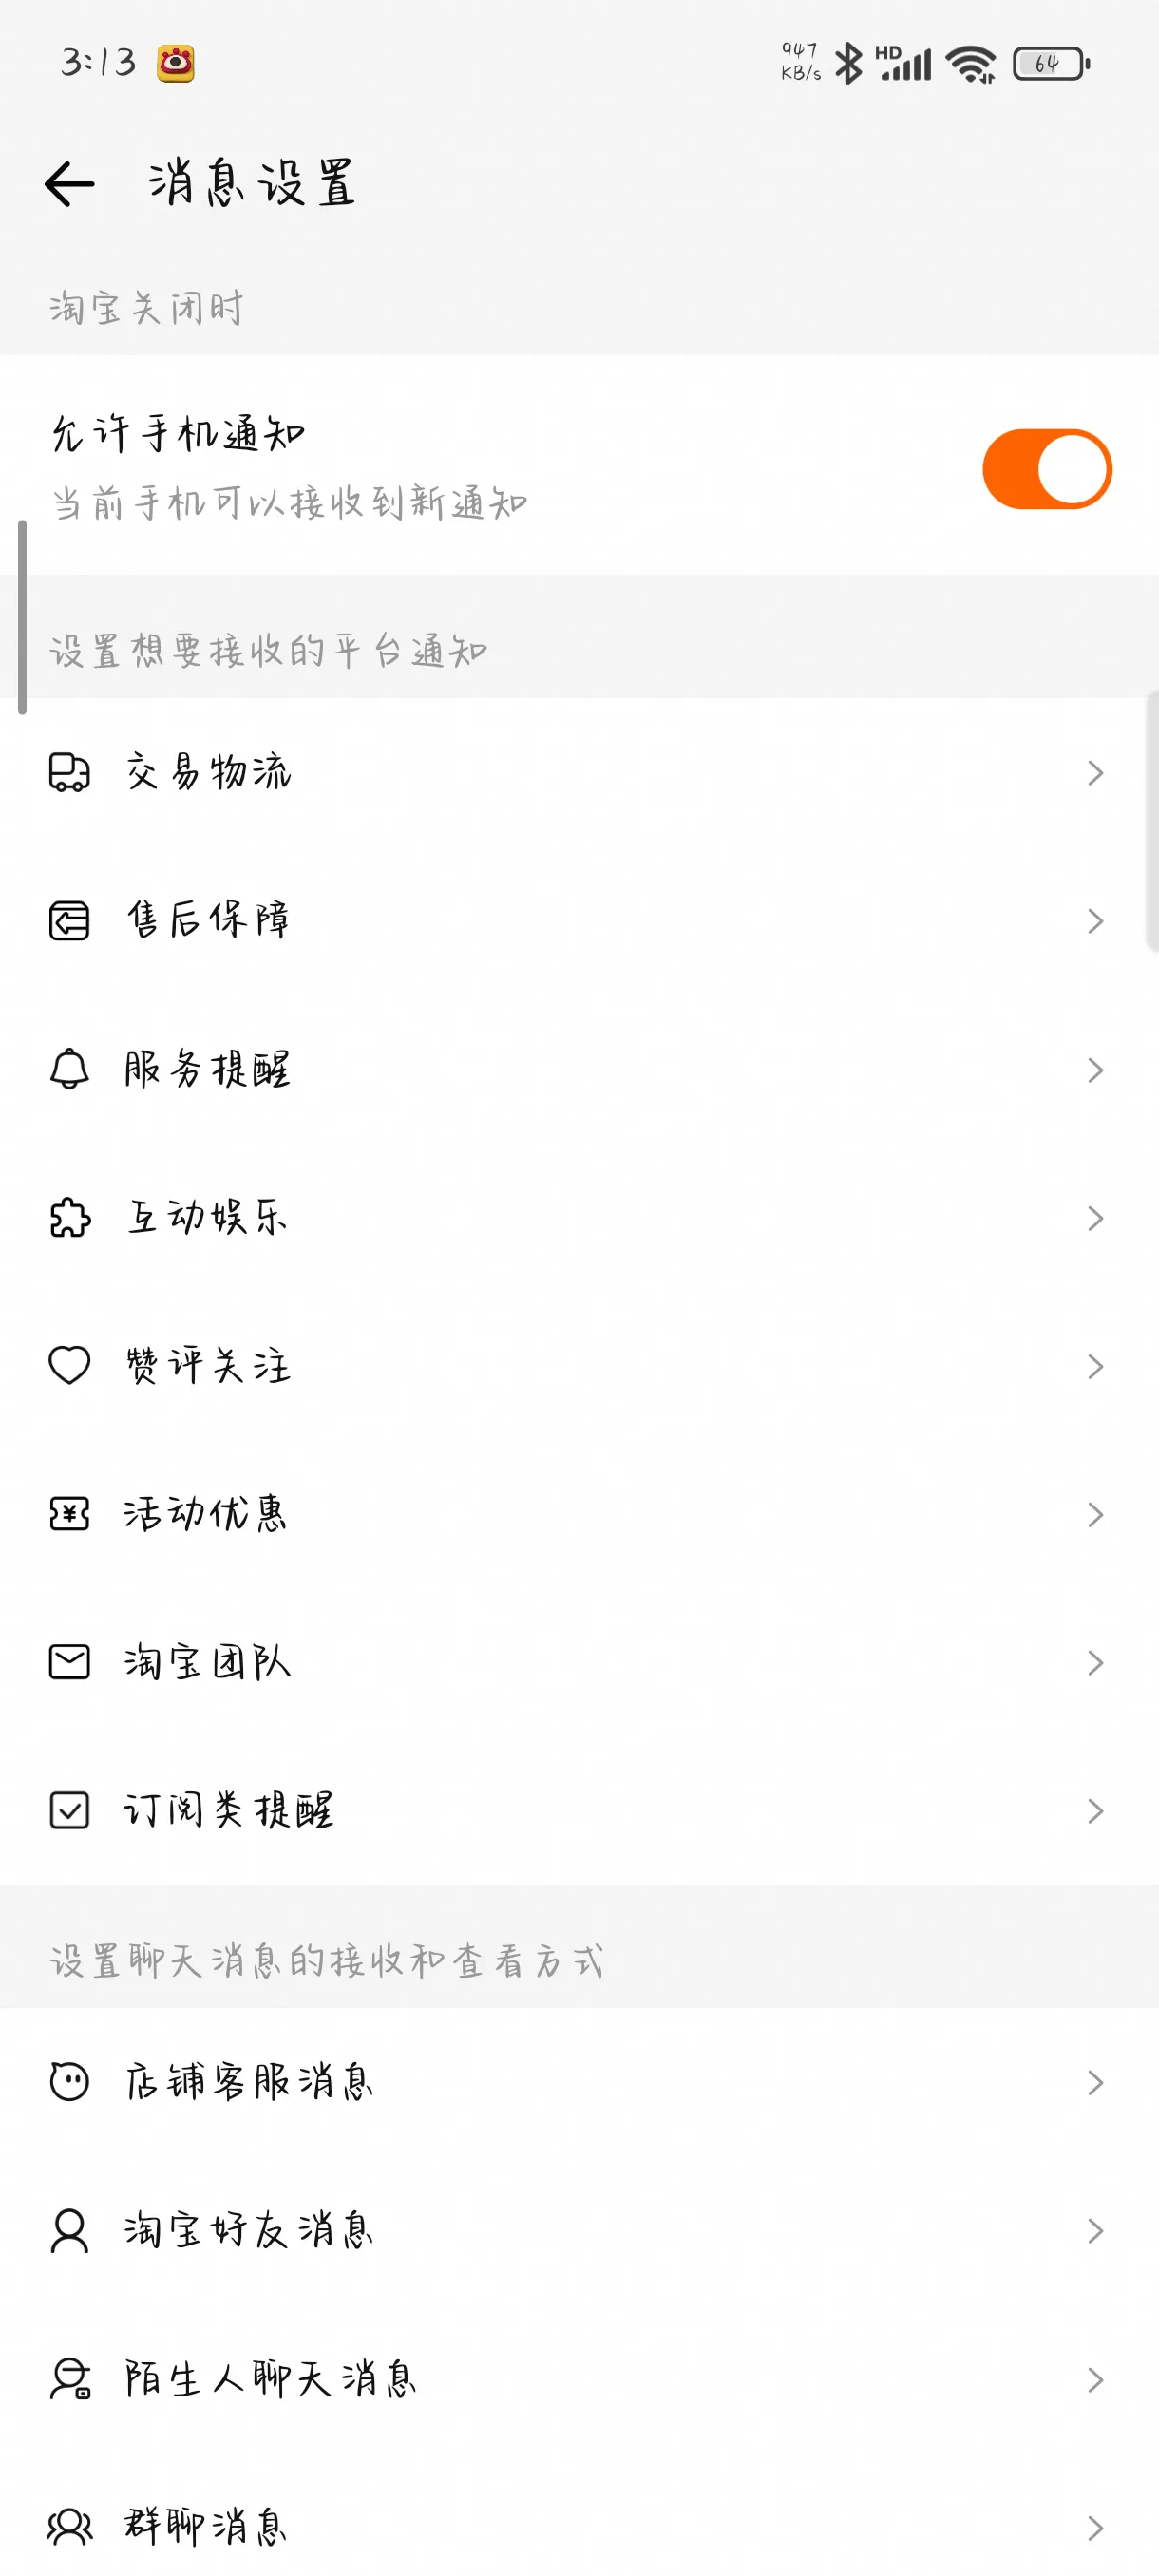 3:13
947
KB/s
HD
64
消息设置
淘宝关闭时
允许手机通知
当前手机可以接收到新通知
设置想要接收的平台通知
交易物流
售后保障
服务提醒
互动娱乐
赞评关注
活动优惠
淘宝团队
订阅类提醒
设置聊天消息的接收和查看方式
店铺客服消息
淘宝好友消息
陌生人聊天消息
群聊消息